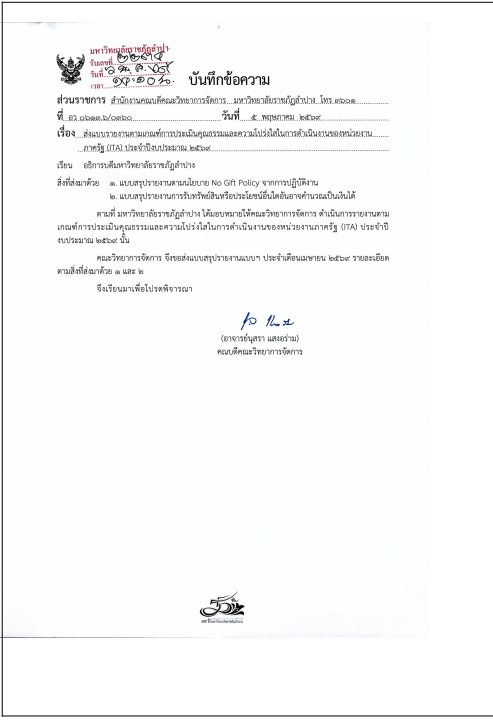 มหาวิทยาลัยราชภัฏลำปาง
รับเลขที่ ๒๒๓๕
วันที่ ๖ พ.ค. ๖๙
เวลา ๑๕.๑๐ น.
บันทึกข้อความ
ส่วนราชการ สำนักงานคณบดีคณะวิทยาการจัดการ มหาวิทยาลัยราชภัฏลำปาง โทร ๓๖๐๑
ที่ อว ๐๖๑๓.๖/๐๓๖๐ วันที่ ๕ พฤษภาคม ๒๕๖๙
เรื่อง ส่งแบบรายงานตามเกณฑ์การประเมินคุณธรรมและความโปร่งใสในการดำเนินงานของหน่วยงาน
ภาครัฐ (ITA) ประจำปีงบประมาณ ๒๕๖๙
เรียน อธิการบดีมหาวิทยาลัยราชภัฏลำปาง
สิ่งที่ส่งมาด้วย ๑. แบบสรุปรายงานตามนโยบาย No Gift Policy จากการปฏิบัติงาน
๒. แบบสรุปรายงานการรับทรัพย์สินหรือประโยชน์อื่นใดอันอาจคำนวณเป็นเงินได้
ตามที่ มหาวิทยาลัยราชภัฏลำปาง ได้มอบหมายให้คณะวิทยาการจัดการ ดำเนินการรายงานตาม
เกณฑ์การประเมินคุณธรรมและความโปร่งใสในการดำเนินงานของหน่วยงานภาครัฐ (ITA) ประจำปี
งบประมาณ ๒๕๖๙ นั้น
คณะวิทยาการจัดการ จึงขอส่งแบบสรุปรายงานแบบฯ ประจำเดือนเมษายน ๒๕๖๙ รายละเอียด
ตามสิ่งที่ส่งมาด้วย ๑ และ ๒
จึงเรียนมาเพื่อโปรดพิจารณา
(อาจารย์นุสรา แสงอร่าม)
คณบดีคณะวิทยาการจัดการ